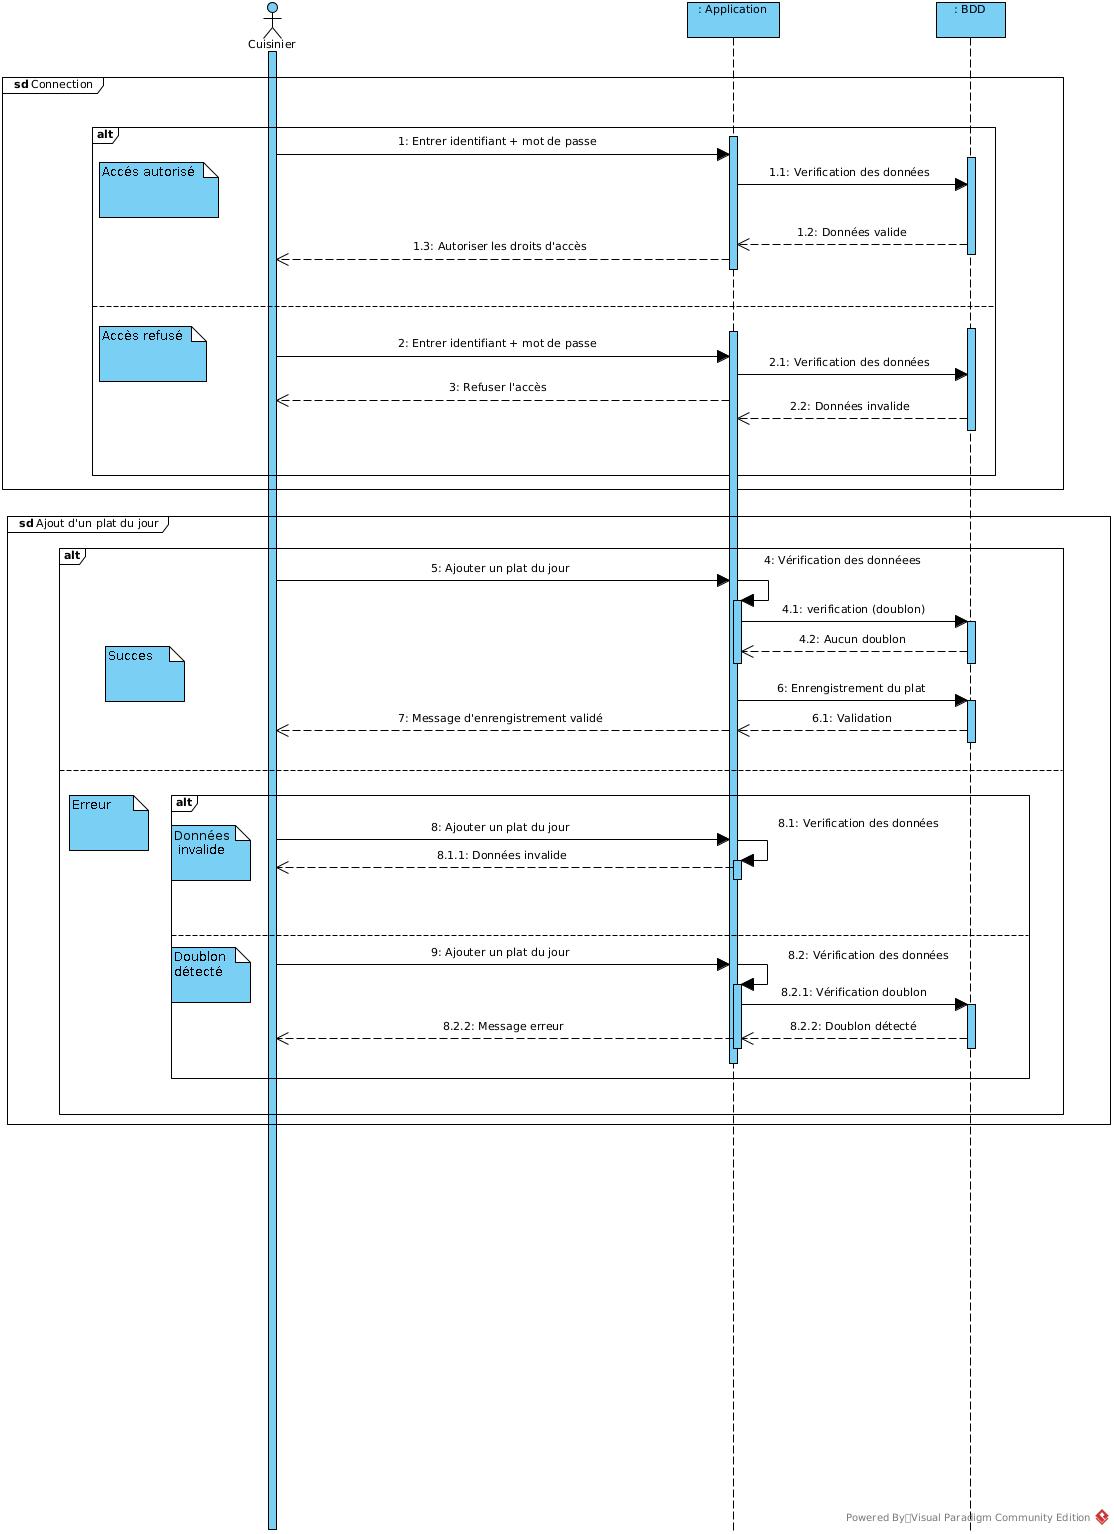 Cuisinier
: Application
: BDD
sd Connection
alt
1: Entrer identifiant + mot de passe
Accés autorisé
1.1: Verification des données
1.2: Données valide
1.3: Autoriser les droits d'accès
Accès refusé
2: Entrer identifiant + mot de passe
2.1: Verification des données
3: Refuser l'accès
2.2: Données invalide
sd Ajout d'un plat du jour
alt
4: Vérification des donnéees
5: Ajouter un plat du jour
4.1: verification (doublon)
4.2: Aucun doublon
Succes
6: Enrengistrement du plat
7: Message d'enrengistrement validé
6.1: Validation
Erreur
alt
8: Ajouter un plat du jour
8.1: Verification des données
Données
invalide
8.1.1: Données invalide
Doublon
détecté
9: Ajouter un plat du jour
8.2: Vérification des données
8.2.1: Vérification doublon
8.2.2: Message erreur
8.2.2: Doublon détecté
Powered By Visual Paradigm Community Edition